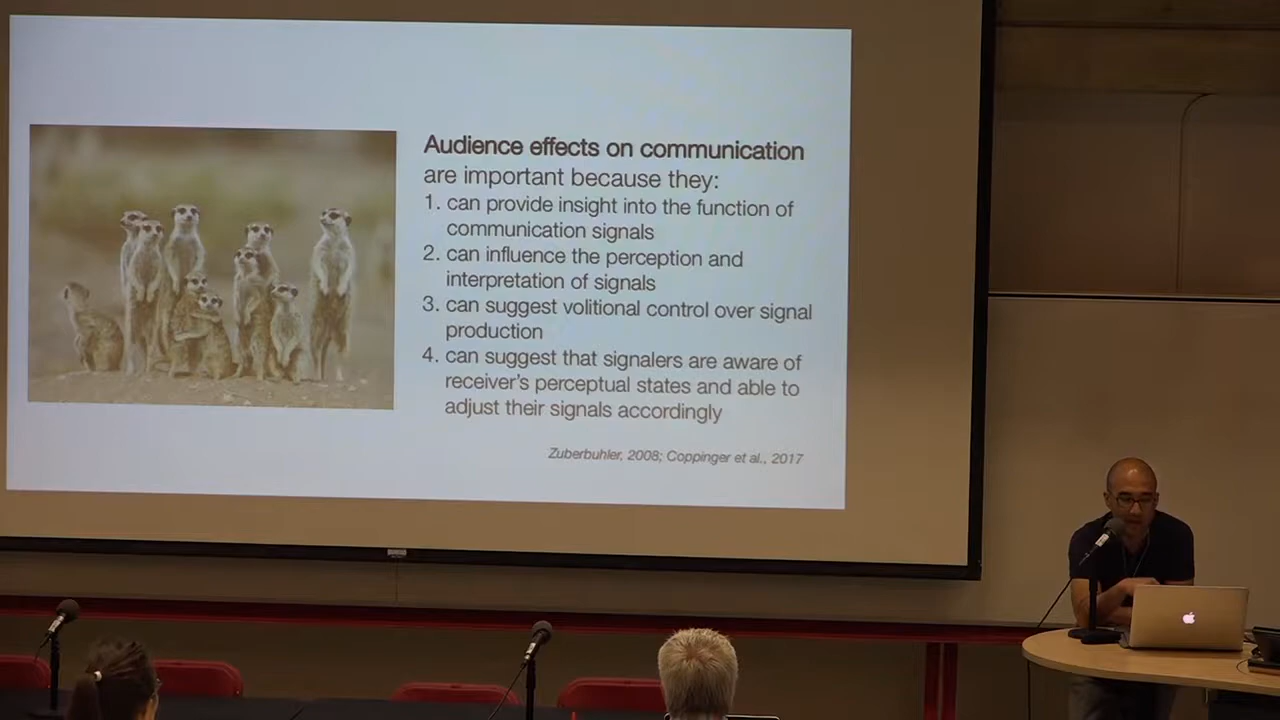 Audience effects on communication
are important because they:
1. can provide insight into the function of
communication signals
2. can influence the perception and
interpretation of signals
3. can suggest volitional control over signal
production
4. can suggest that signalers are aware of
receiver's perceptual states and able to
adjust their signals accordingly
Zuberbuhler, 2008; Coppinger et al., 2017